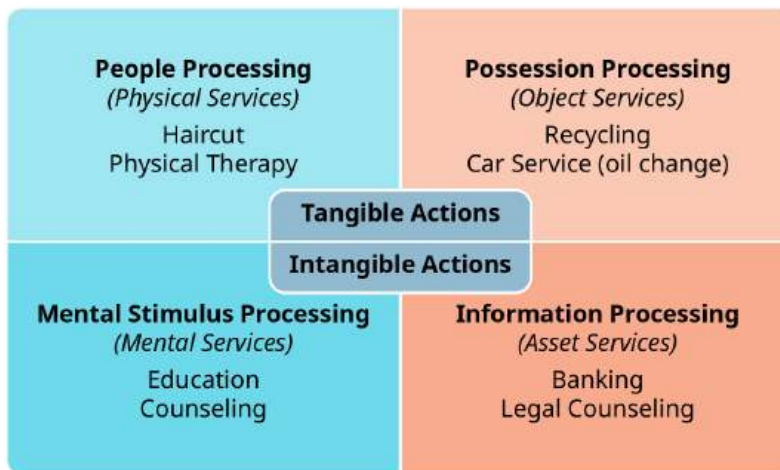 People Processing
(Physical Services)
Haircut
Physical Therapy
Possession Processing
(Object Services)
Recycling
Car Service (oil change)
Tangible Actions
Intangible Actions
Mental Stimulus Processing
(Mental Services)
Education
Counseling
Information Processing
(Asset Services)
Banking
Legal Counseling